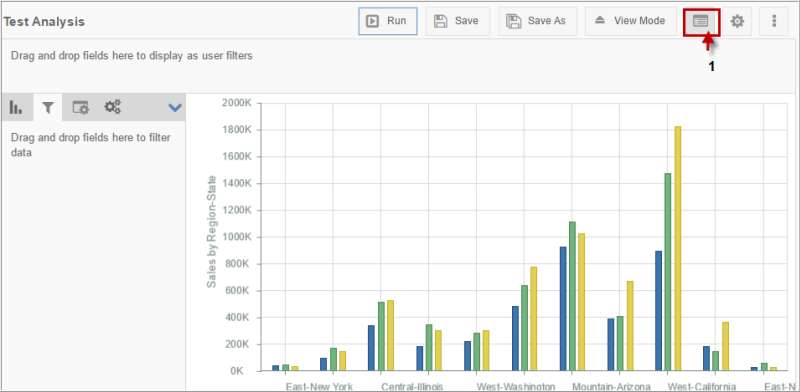 Test Analysis
Run
Save
Save As
View Mode
1
Drag and drop fields here to display as user filters
Drag and drop fields here to filter
data
Sales by Region-State
2000K
1800K
1600K
1400K
1200K
1000K
800K
600K
400K
200K
0K
East-New York
Central-Illinois
West-Washington
Mountain-Arizona
West-California
East-N